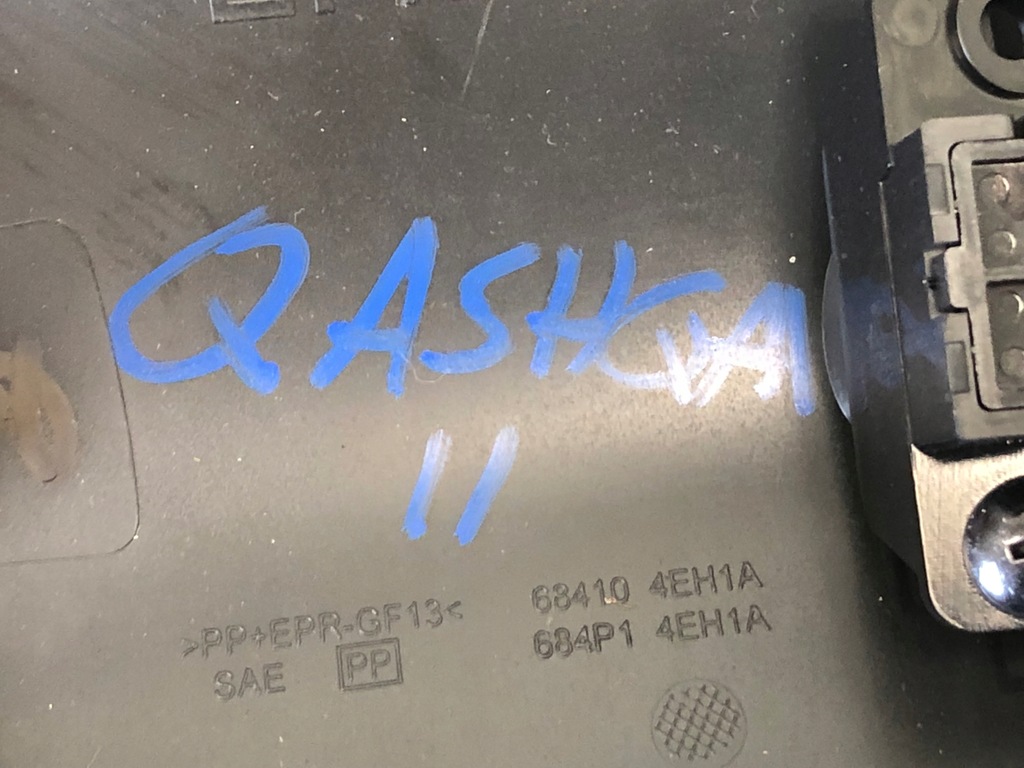 QASHQAI
II
>PP+EPR-GF13<
SAE PP
68410 4EH1A
684P1 4EH1A